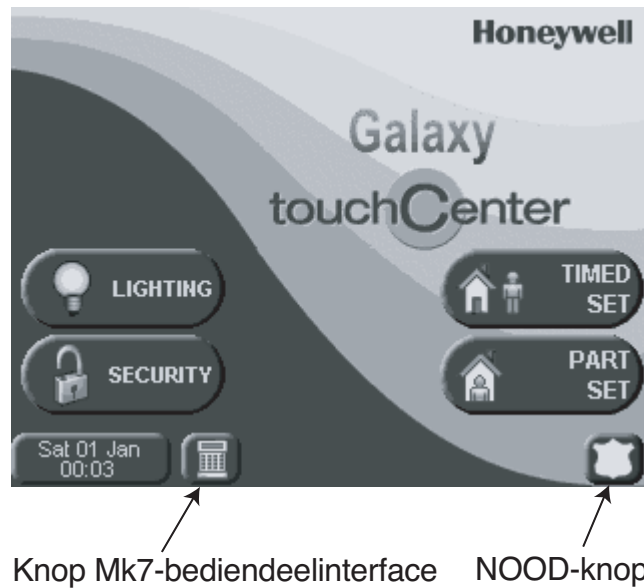 Honeywell
Galaxy
touchCenter
LIGHTING
TIMED
SET
SECURITY
PART
SET
Sat 01 Jan
00:03
Knop Mk7-bediendeelinterface
NOOD-knop